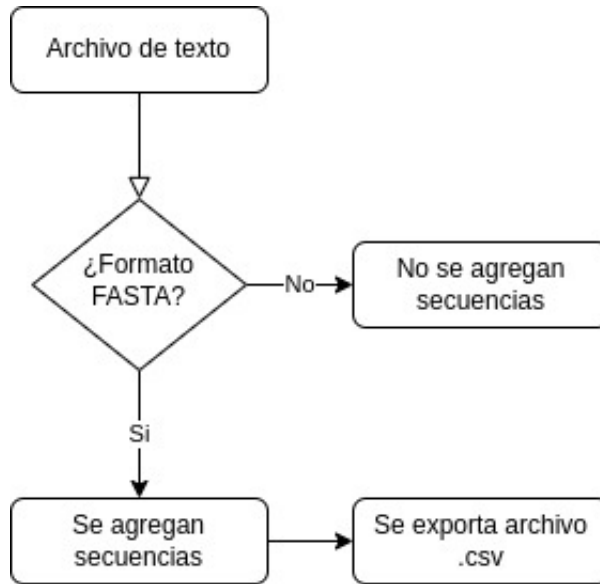 Archivo de texto
¿Formato
FASTA?
No
No se agregan
secuencias
Si
Se agregan
secuencias
Se exporta archivo
.csv